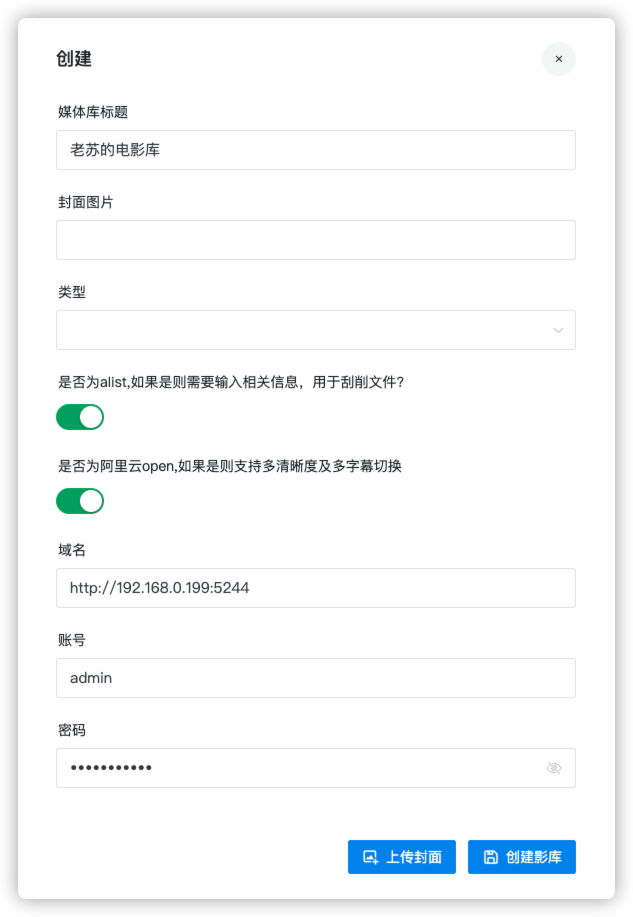 创建
媒体库标题
老苏的电影库
封面图片
类型
是否为alist,如果是则需要输入相关信息，用于刮削文件?
是否为阿里云open,如果是则支持多清晰度及多字幕切换
域名
http://192.168.0.199:5244
账号
admin
密码
•••••••••••
上传封面
创建影库